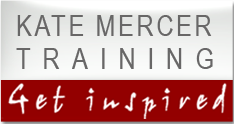 KATE MERCER
TRAINING
Get inspired